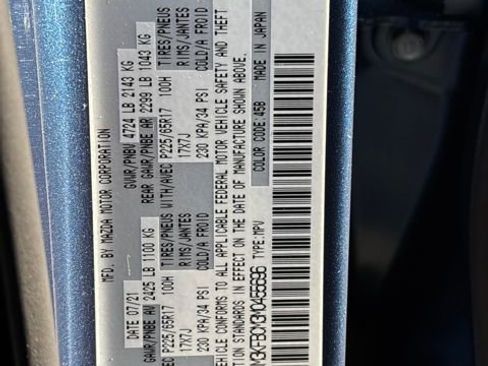 MFD. BY MAZDA MOTOR CORPORATION
DATE 07/21 GVWR/PNBV 4724 LB 2143 KG
GAWR/PNBE AV 2425 LB 1100 KG REAR GAWR/PNBE AR 2299 LB 1043 KG
P225/65R17 100H TIRES/PNEUS WITH/AVEC P225/65R17 100H TIRES/PNEUS
17X7J RIMS/JANTES 17X7J RIMS/JANTES
230 KPA/34 PSI COLD/A FROID 230 KPA/34 PSI COLD/A FROID
CONFORMS TO ALL APPLICABLE FEDERAL MOTOR VEHICLE SAFETY AND THEFT
IN EFFECT ON THE DATE OF MANUFACTURE SHOWN ABOVE.
MADE IN JAPAN
TYPE: MPV COLOR CODE: 45B